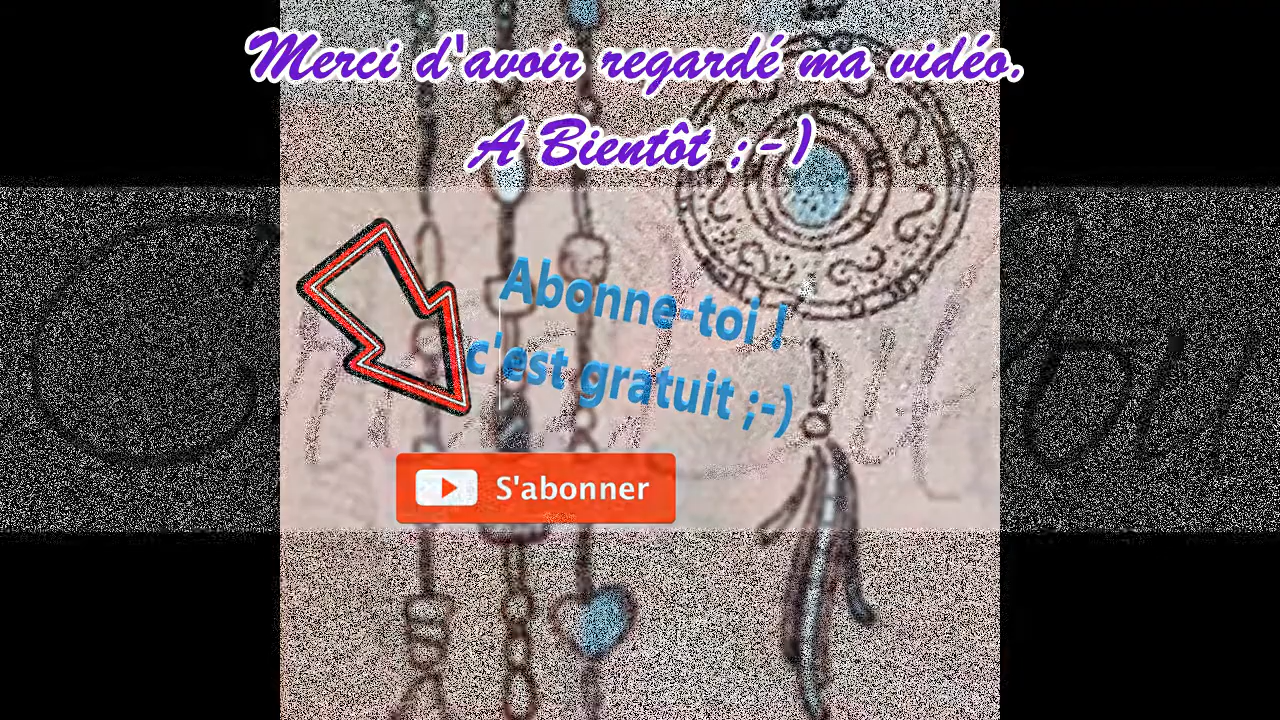 Merci d'avoir regardé ma vidéo.
A Bientôt ;-)
Abonne-toi !
c'est gratuit ;-)
S'abonner